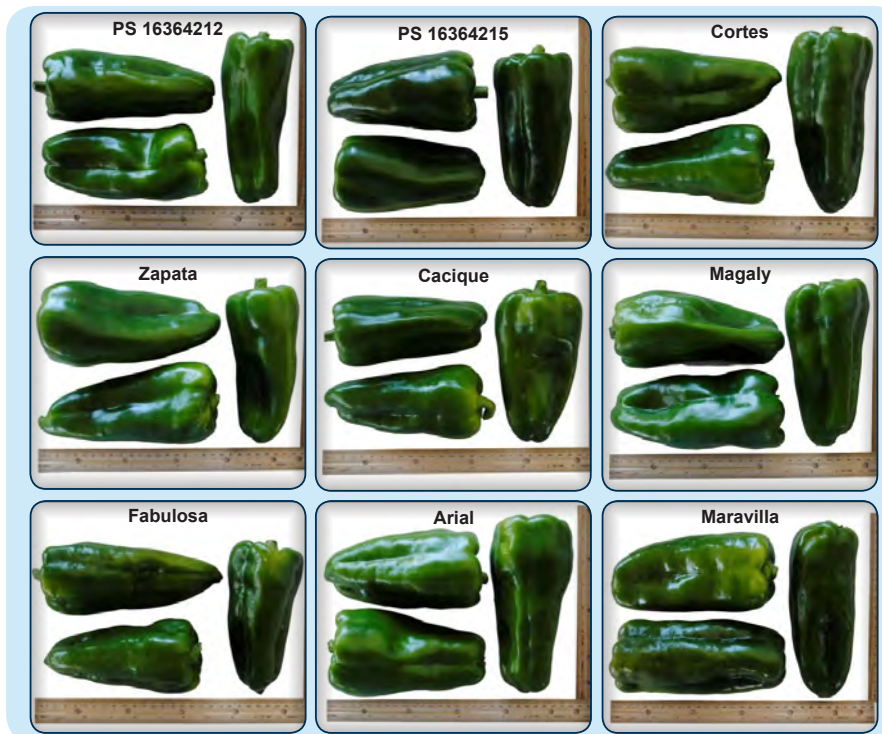 PS 16364212
PS 16364215
Cortes
Zapata
Cacique
Magaly
Fabulosa
Arial
Maravilla